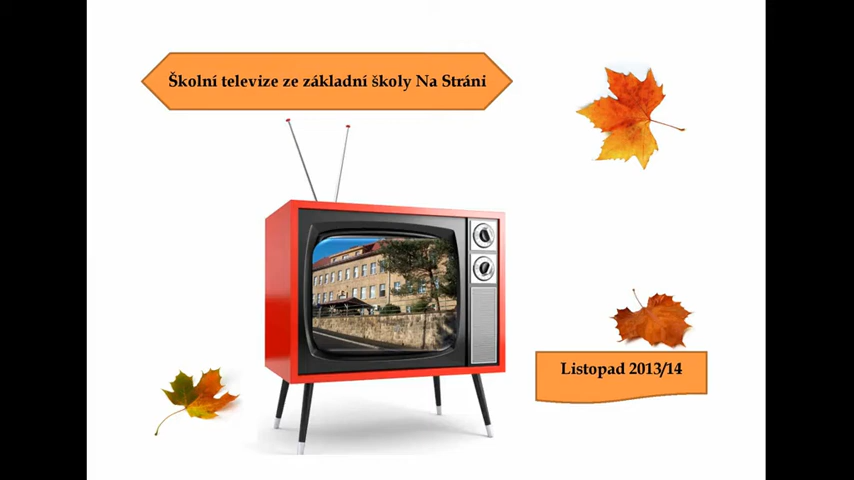 Školní televize ze základní školy Na Stráni
Listopad 2013/14